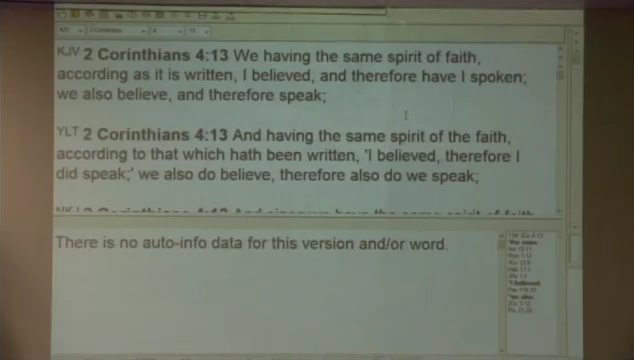 KJV 2 Corinthians 4:13 We having the same spirit of faith,
according as it is written, I believed, and therefore have I spoken;
we also believe, and therefore speak;
YLT 2 Corinthians 4:13 And having the same spirit of the faith,
according to that which hath been written, 'I believed, therefore I
did speak;' we also do believe, therefore also do we speak;
There is no auto-info data for this version and/or word.